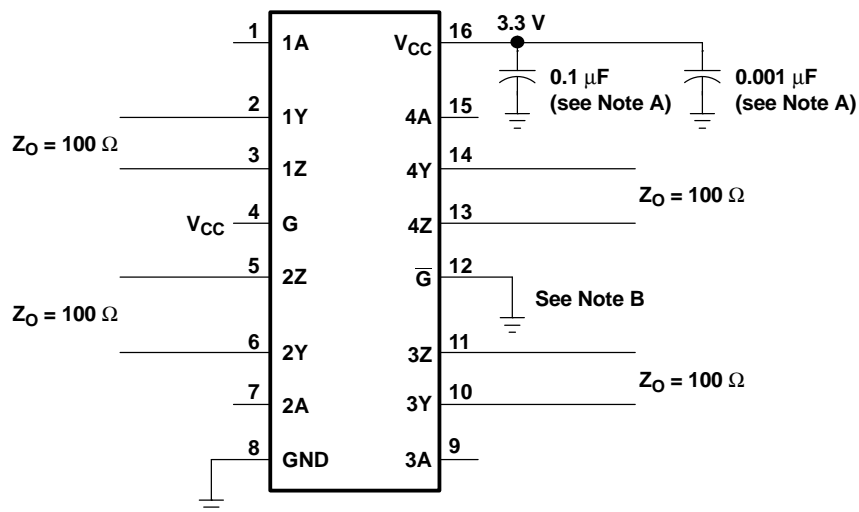 1 1A VCC 16 3.3 V
0.1 μF
(see Note A)
0.001 μF
(see Note A)
2 1Y 4A 15
ZO = 100 Ω
3 1Z 4Y 14
ZO = 100 Ω
VCC 4 G 4Z 13
5 2Z G̅ 12
See Note B
ZO = 100 Ω
6 2Y 3Z 11
ZO = 100 Ω
7 2A 3Y 10
8 GND 3A 9